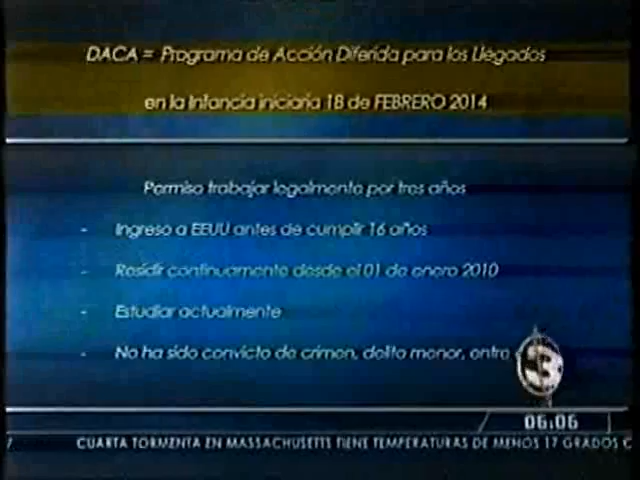 DACA = Programa de Acción Diferida para los Llegados
en la Infancia iniciaria 18 de FEBRERO 2014
Permiso trabajar legalmente por tres años
- Ingreso a EEUU antes de cumplir 16 años
- Residir continuamente desde el 01 de enero 2010
- Estudiar actualmente
- No ha sido convicto de crimen, delito menor, entre
3
06:06
CUARTA TORMENTA EN MASSACHUSETTS TIENE TEMPERATURAS DE MENOS 17 GRADOS C